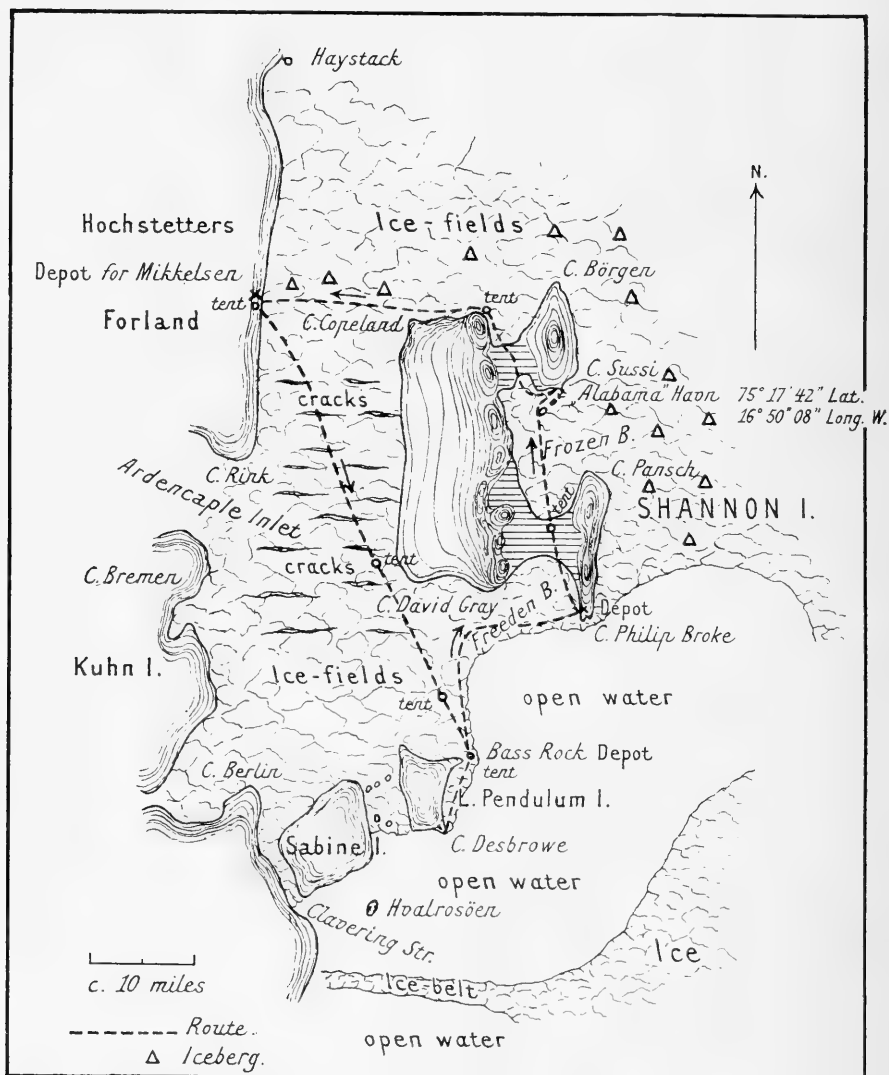 Haystack
N.
Hochstetters
Ice-fields
Depot for Mikkelsen
C. Börgen
tent
tent
Forland
C. Copeland
C. Sussi
"Alabama" Havn 75° 17' 42" Lat.
16° 50" 08" Long. W.
cracks
Frozen B.
C. Rink
C. Pansch
Ardencaple Inlet
tent
SHANNON I.
C. Bremen
cracks
tent
C. David Gray
Freeden B.
Depot
C. Philip Broke
Kuhn I.
Ice-fields
tent
open water
Bass Rock Depot
tent
C. Berlin
L. Pendulum I.
Sabine I.
C. Desbrowe
open water
Hvalrosöen
Clavering Str.
Ice
c. 10 miles
Ice-belt
Route.
Iceberg.
open water